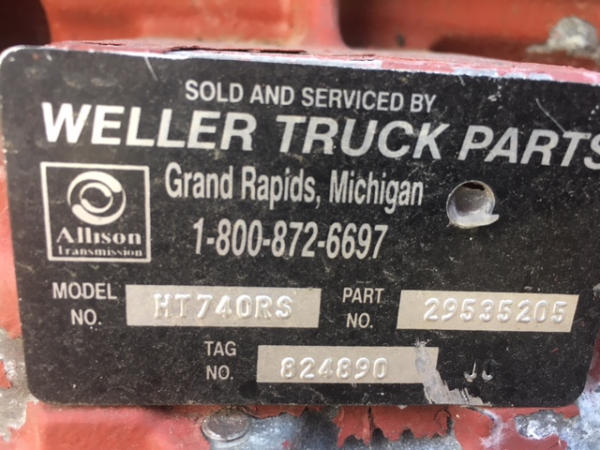 SOLD AND SERVICED BY
WELLER TRUCK PARTS
Grand Rapids, Michigan
1-800-872-6697
Allison
Transmission
MODEL NO. HT740RS
PART NO. 29535205
TAG NO. 824890 JC